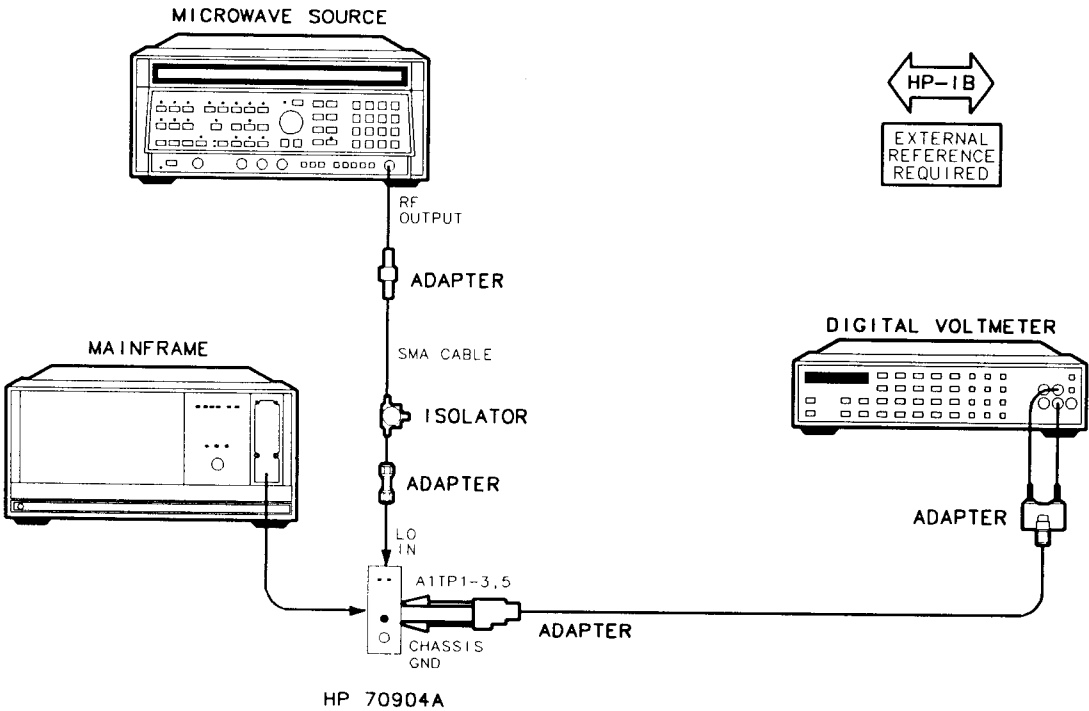 MICROWAVE SOURCE
HP-IB
EXTERNAL
REFERENCE
REQUIRED
RF
OUTPUT
ADAPTER
DIGITAL VOLTMETER
MAINFRAME
SMA CABLE
ISOLATOR
ADAPTER
ADAPTER
LO
IN
A1TP1-3,5
ADAPTER
CHASSIS
GND
HP 70904A